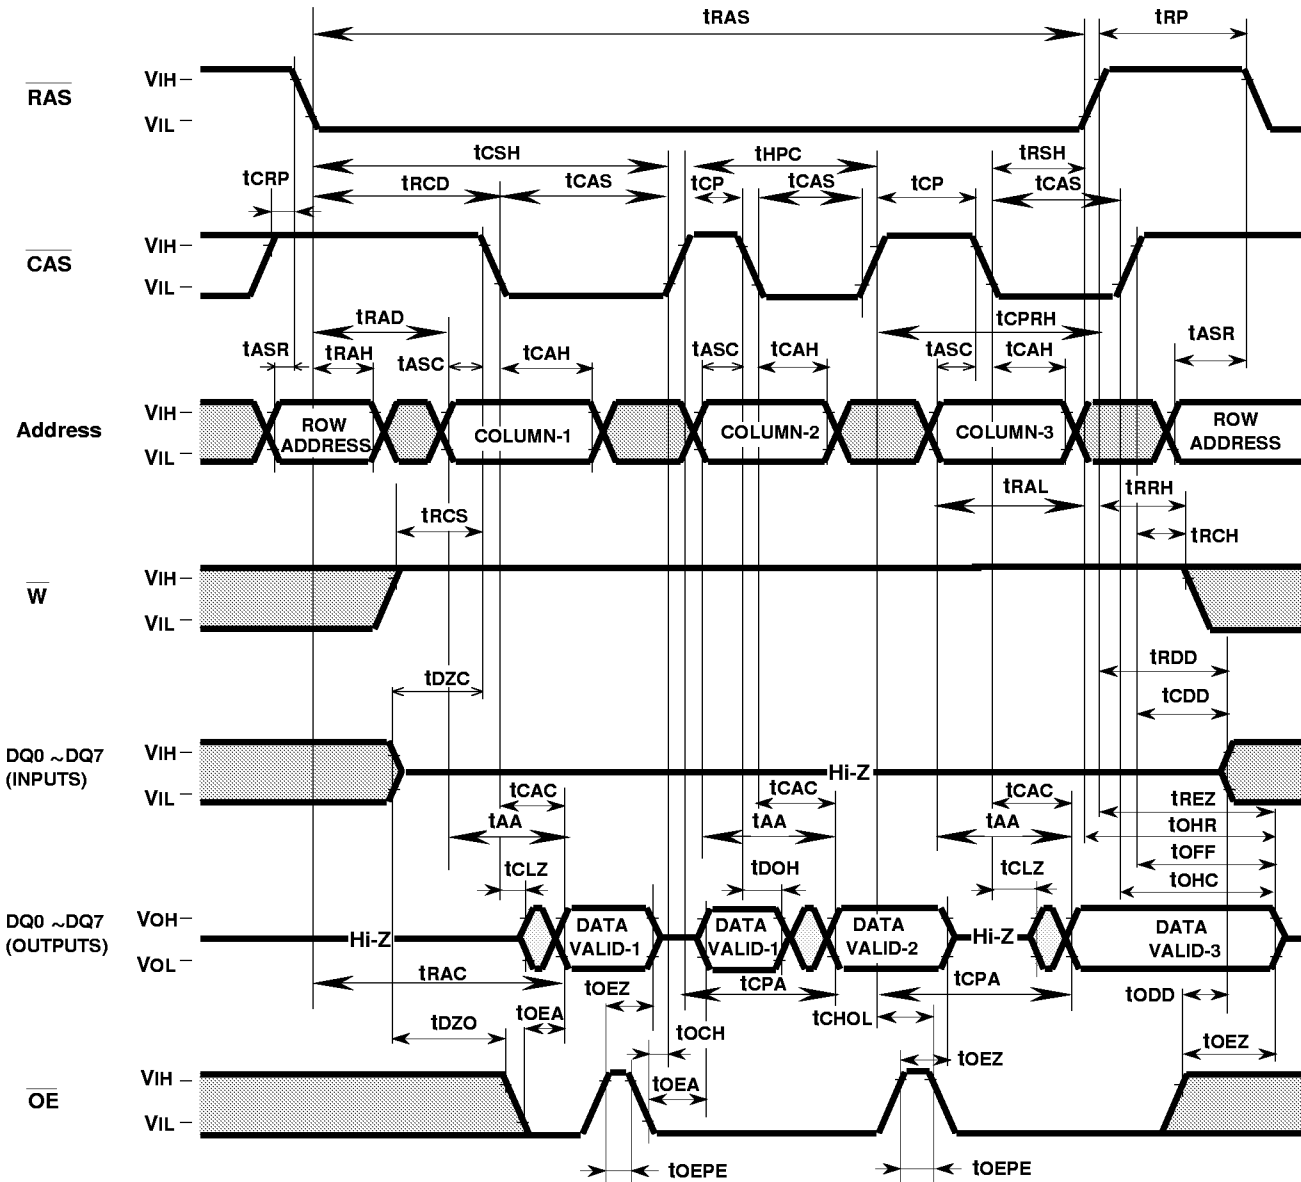 tRAS
tRP
RAS
VIH
VIL
tCSH
tHPC
tRSH
tCRP
tRCD
tCAS
tCP
tCAS
tCP
tCAS
CAS
VIH
VIL
tRAD
tCPRH
tASR
tRAH
tASC
tCAH
tASC
tCAH
tASC
tCAH
tASR
Address
VIH
VIL
ROW
ADDRESS
COLUMN-1
COLUMN-2
COLUMN-3
ROW
ADDRESS
tRAL
tRRH
tRCS
tRCH
W
VIH
VIL
tRDD
tDZC
tCDD
DQ0 ~DQ7
(INPUTS)
VIH
VIL
Hi-Z
tCAC
tCAC
tCAC
tREZ
tAA
tAA
tAA
tOHR
tOFF
tCLZ
tDOH
tCLZ
tOHC
DQ0 ~DQ7
(OUTPUTS)
VOH
VOL
Hi-Z
DATA
VALID-1
DATA
VALID-1
DATA
VALID-2
Hi-Z
DATA
VALID-3
tRAC
tOEZ
tCPA
tCPA
tODD
tDZO
tOEA
tOCH
tCHOL
tOEZ
tOEZ
OE
VIH
VIL
tOEA
tOEPE
tOEPE